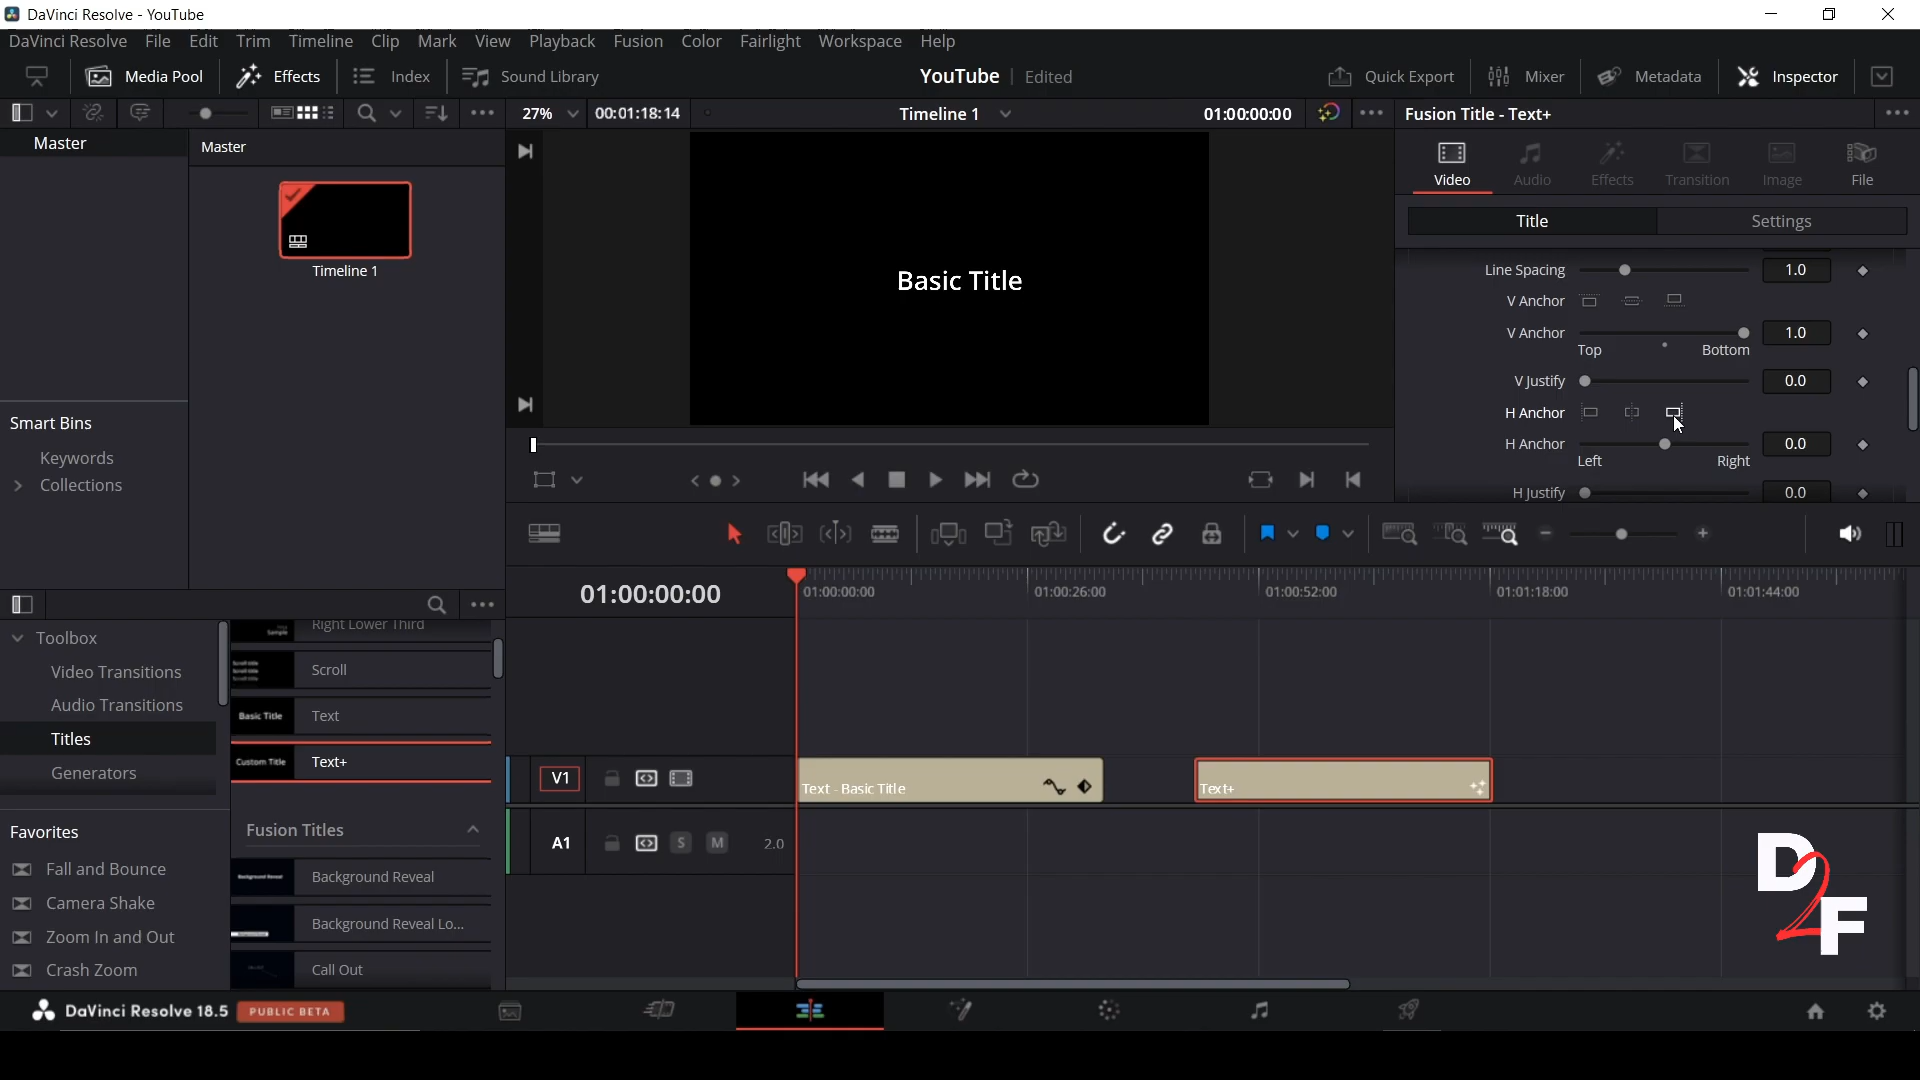 DaVinci Resolve - YouTube
DaVinci Resolve File Edit Trim Timeline Clip Mark View Playback Fusion Color Fairlight Workspace Help
Media Pool Effects Index Sound Library YouTube Edited Quick Export Mixer Metadata Inspector
27% 00:01:18:14 Timeline 1 01:00:00:00 Fusion Title - Text+
Master
Master
Timeline 1
Smart Bins
Keywords
Collections
Basic Title
Video Audio Effects Transition Image File
Title Settings
Line Spacing 1.0
V Anchor
V Anchor 1.0
Top Bottom
V Justify 0.0
H Anchor
H Anchor 0.0
Left Right
H Justify 0.0
01:00:00:00 01:00:00:00 01:00:26:00 01:00:52:00 01:01:18:00 01:01:44:00
Toolbox
Video Transitions
Audio Transitions
Titles
Generators
Favorites
Fall and Bounce
Camera Shake
Zoom In and Out
Crash Zoom
Sample Right Lower Third
Scroll
Basic Title Text
Custom Title Text+
Fusion Titles
Background Reveal
Background Reveal Lo...
Call Out
V1 Text - Basic Title Text+
A1 S M 2.0
D2F
DaVinci Resolve 18.5 PUBLIC BETA